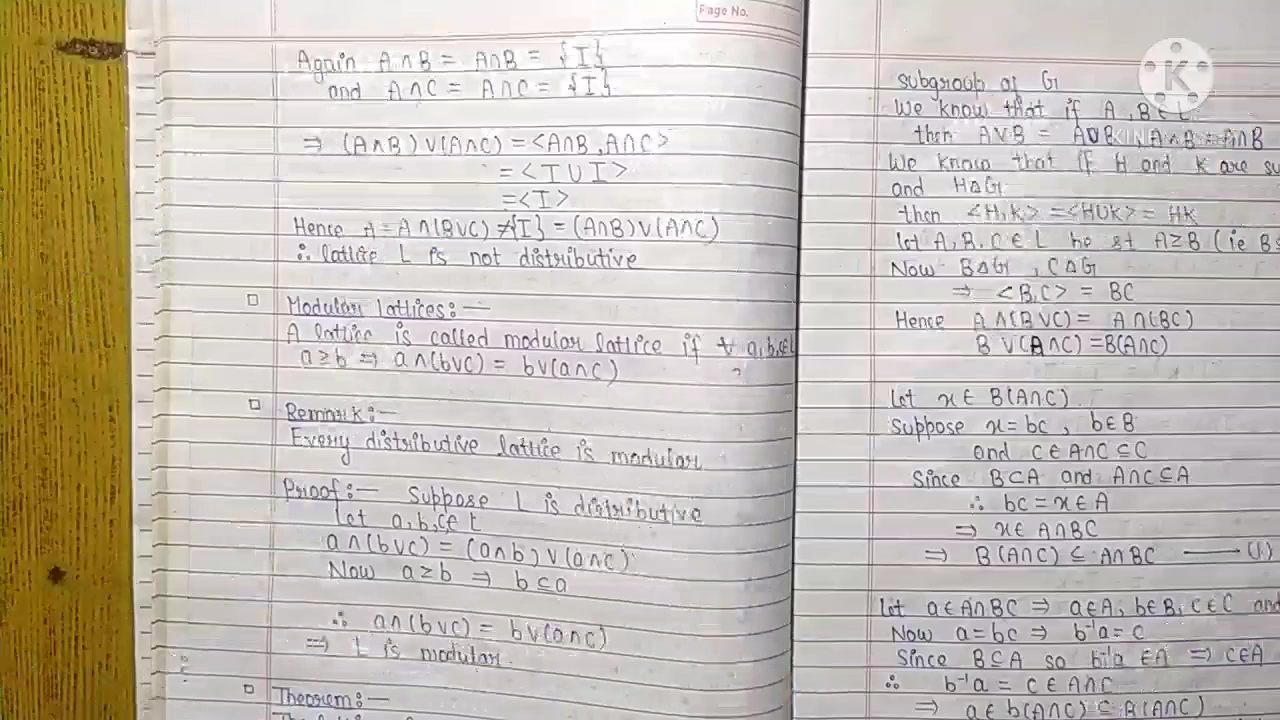 Page No.
Again A∩B = A∩B = {I}
and A∩C = A∩C = {I}
⇒ (A∩B)∨(A∩C) = <A∩B, A∩C>
= <I∪I>
= <I>
Hence A = A∩(B∨C) ≠ {I} = (A∩B)∨(A∩C)
∴ lattice L is not distributive
Modular lattices:—
A lattice is called modular lattice if ∀ a,b,c∈L
a≥b ⇒ a∩(b∨c) = b∨(a∩c)
Remark:—
Every distributive lattice is modular
Proof:— Suppose L is distributive
Let a,b,c∈L
a∩(b∨c) = (a∩b)∨(a∩c)
Now a≥b ⇒ b⊆a
∴ a∩(b∨c) = b∨(a∩c)
⇒ L is modular.
Theorem:—
subgroup of G
We know that if A, B∈L
then A∨B = A∪B, A∧B = A∩B
We know that if H and K are su
and H∆G
then <H,K> = <H∪K> = HK
let A, B, C∈L be st A≥B (ie B
Now B∆G, C∆G
⇒ <B,C> = BC
Hence A∧(B∨C) = A∩(BC)
B∨(A∩C) = B(A∩C)
Let x∈B(A∩C)
Suppose x=bc, b∈B
and c∈A∩C⊆C
Since B⊂A and A∩C⊆A
∴ bc=x∈A
⇒ x∈A∩BC
⇒ B(A∩C) ⊆ A∩BC —(1)
Let a∈A∩BC ⇒ a∈A, b∈B, c∈C and
Now a=bc ⇒ b⁻¹a=c
Since B⊆A so b⁻¹a∈A ⇒ c∈A
∴ b⁻¹a = c∈A∩C
⇒ a∈b(A∩C) ⊆ B(A∩C)
K